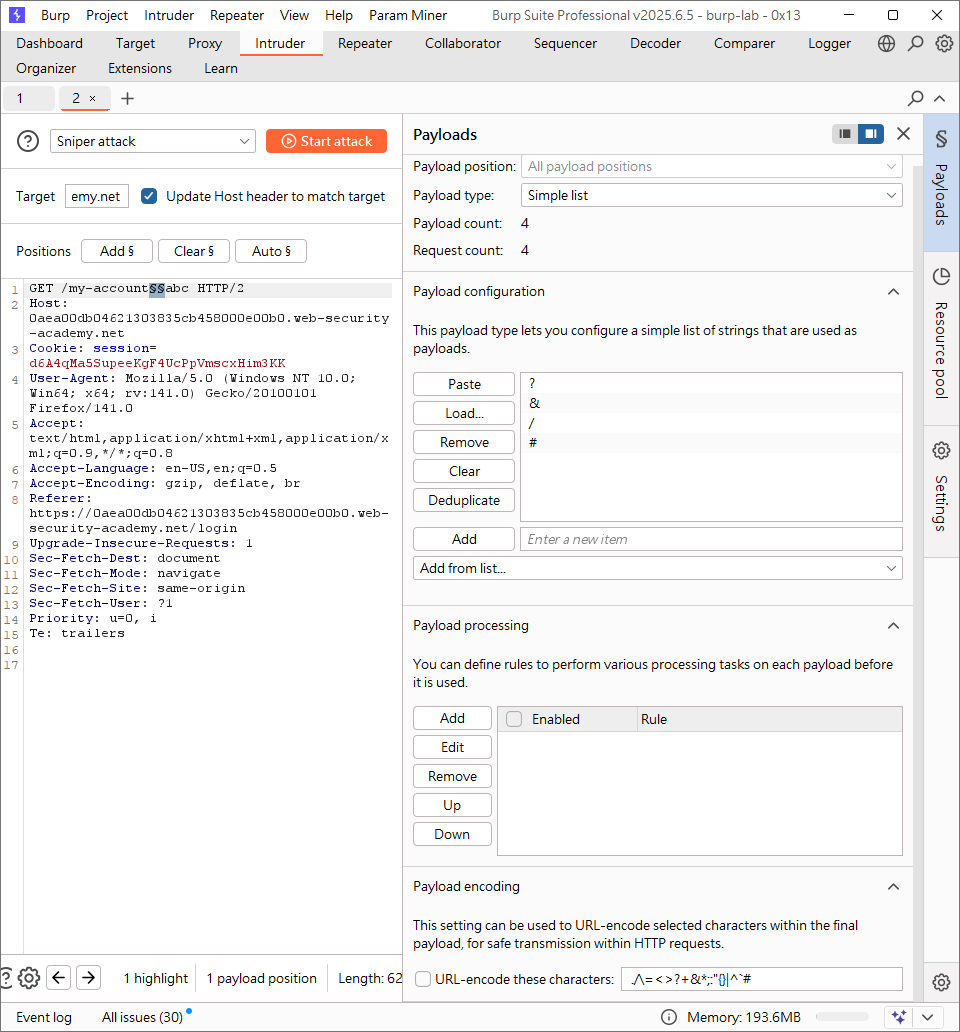 Burp Project Intruder Repeater View Help Param Miner Burp Suite Professional v2025.6.5 - burp-lab - 0x13
Dashboard Target Proxy Intruder Repeater Collaborator Sequencer Decoder Comparer Logger
Organizer Extensions Learn
1 2 × +
Sniper attack Start attack
Target emy.net Update Host header to match target
Positions Add § Clear § Auto §
1 GET /my-account§§abc HTTP/2
2 Host:
0aea00db04621303835cb458000e00b0.web-security
-academy.net
3 Cookie: session=
d6A4qMa5SupeeKgF4UcPpVmscxHim3KK
4 User-Agent: Mozilla/5.0 (Windows NT 10.0;
Win64; x64; rv:141.0) Gecko/20100101
Firefox/141.0
5 Accept:
text/html,application/xhtml+xml,application/x
ml;q=0.9,*/*;q=0.8
6 Accept-Language: en-US,en;q=0.5
7 Accept-Encoding: gzip, deflate, br
8 Referer:
https://0aea00db04621303835cb458000e00b0.web-
security-academy.net/login
9 Upgrade-Insecure-Requests: 1
10 Sec-Fetch-Dest: document
11 Sec-Fetch-Mode: navigate
12 Sec-Fetch-Site: same-origin
13 Sec-Fetch-User: ?1
14 Priority: u=0, i
15 Te: trailers
16
17
1 highlight 1 payload position Length: 62
Payloads
Payload position: All payload positions
Payload type: Simple list
Payload count: 4
Request count: 4
Payload configuration
This payload type lets you configure a simple list of strings that are used as
payloads.
Paste
Load...
Remove
Clear
Deduplicate
?
&
/
#
Add Enter a new item
Add from list...
Payload processing
You can define rules to perform various processing tasks on each payload before
it is used.
Add
Edit
Remove
Up
Down
Enabled Rule
Payload encoding
This setting can be used to URL-encode selected characters within the final
payload, for safe transmission within HTTP requests.
URL-encode these characters: ./\=<>?+&*;:"{}|^`#
§ Payloads
Resource pool
Settings
Event log All issues (30) Memory: 193.6MB